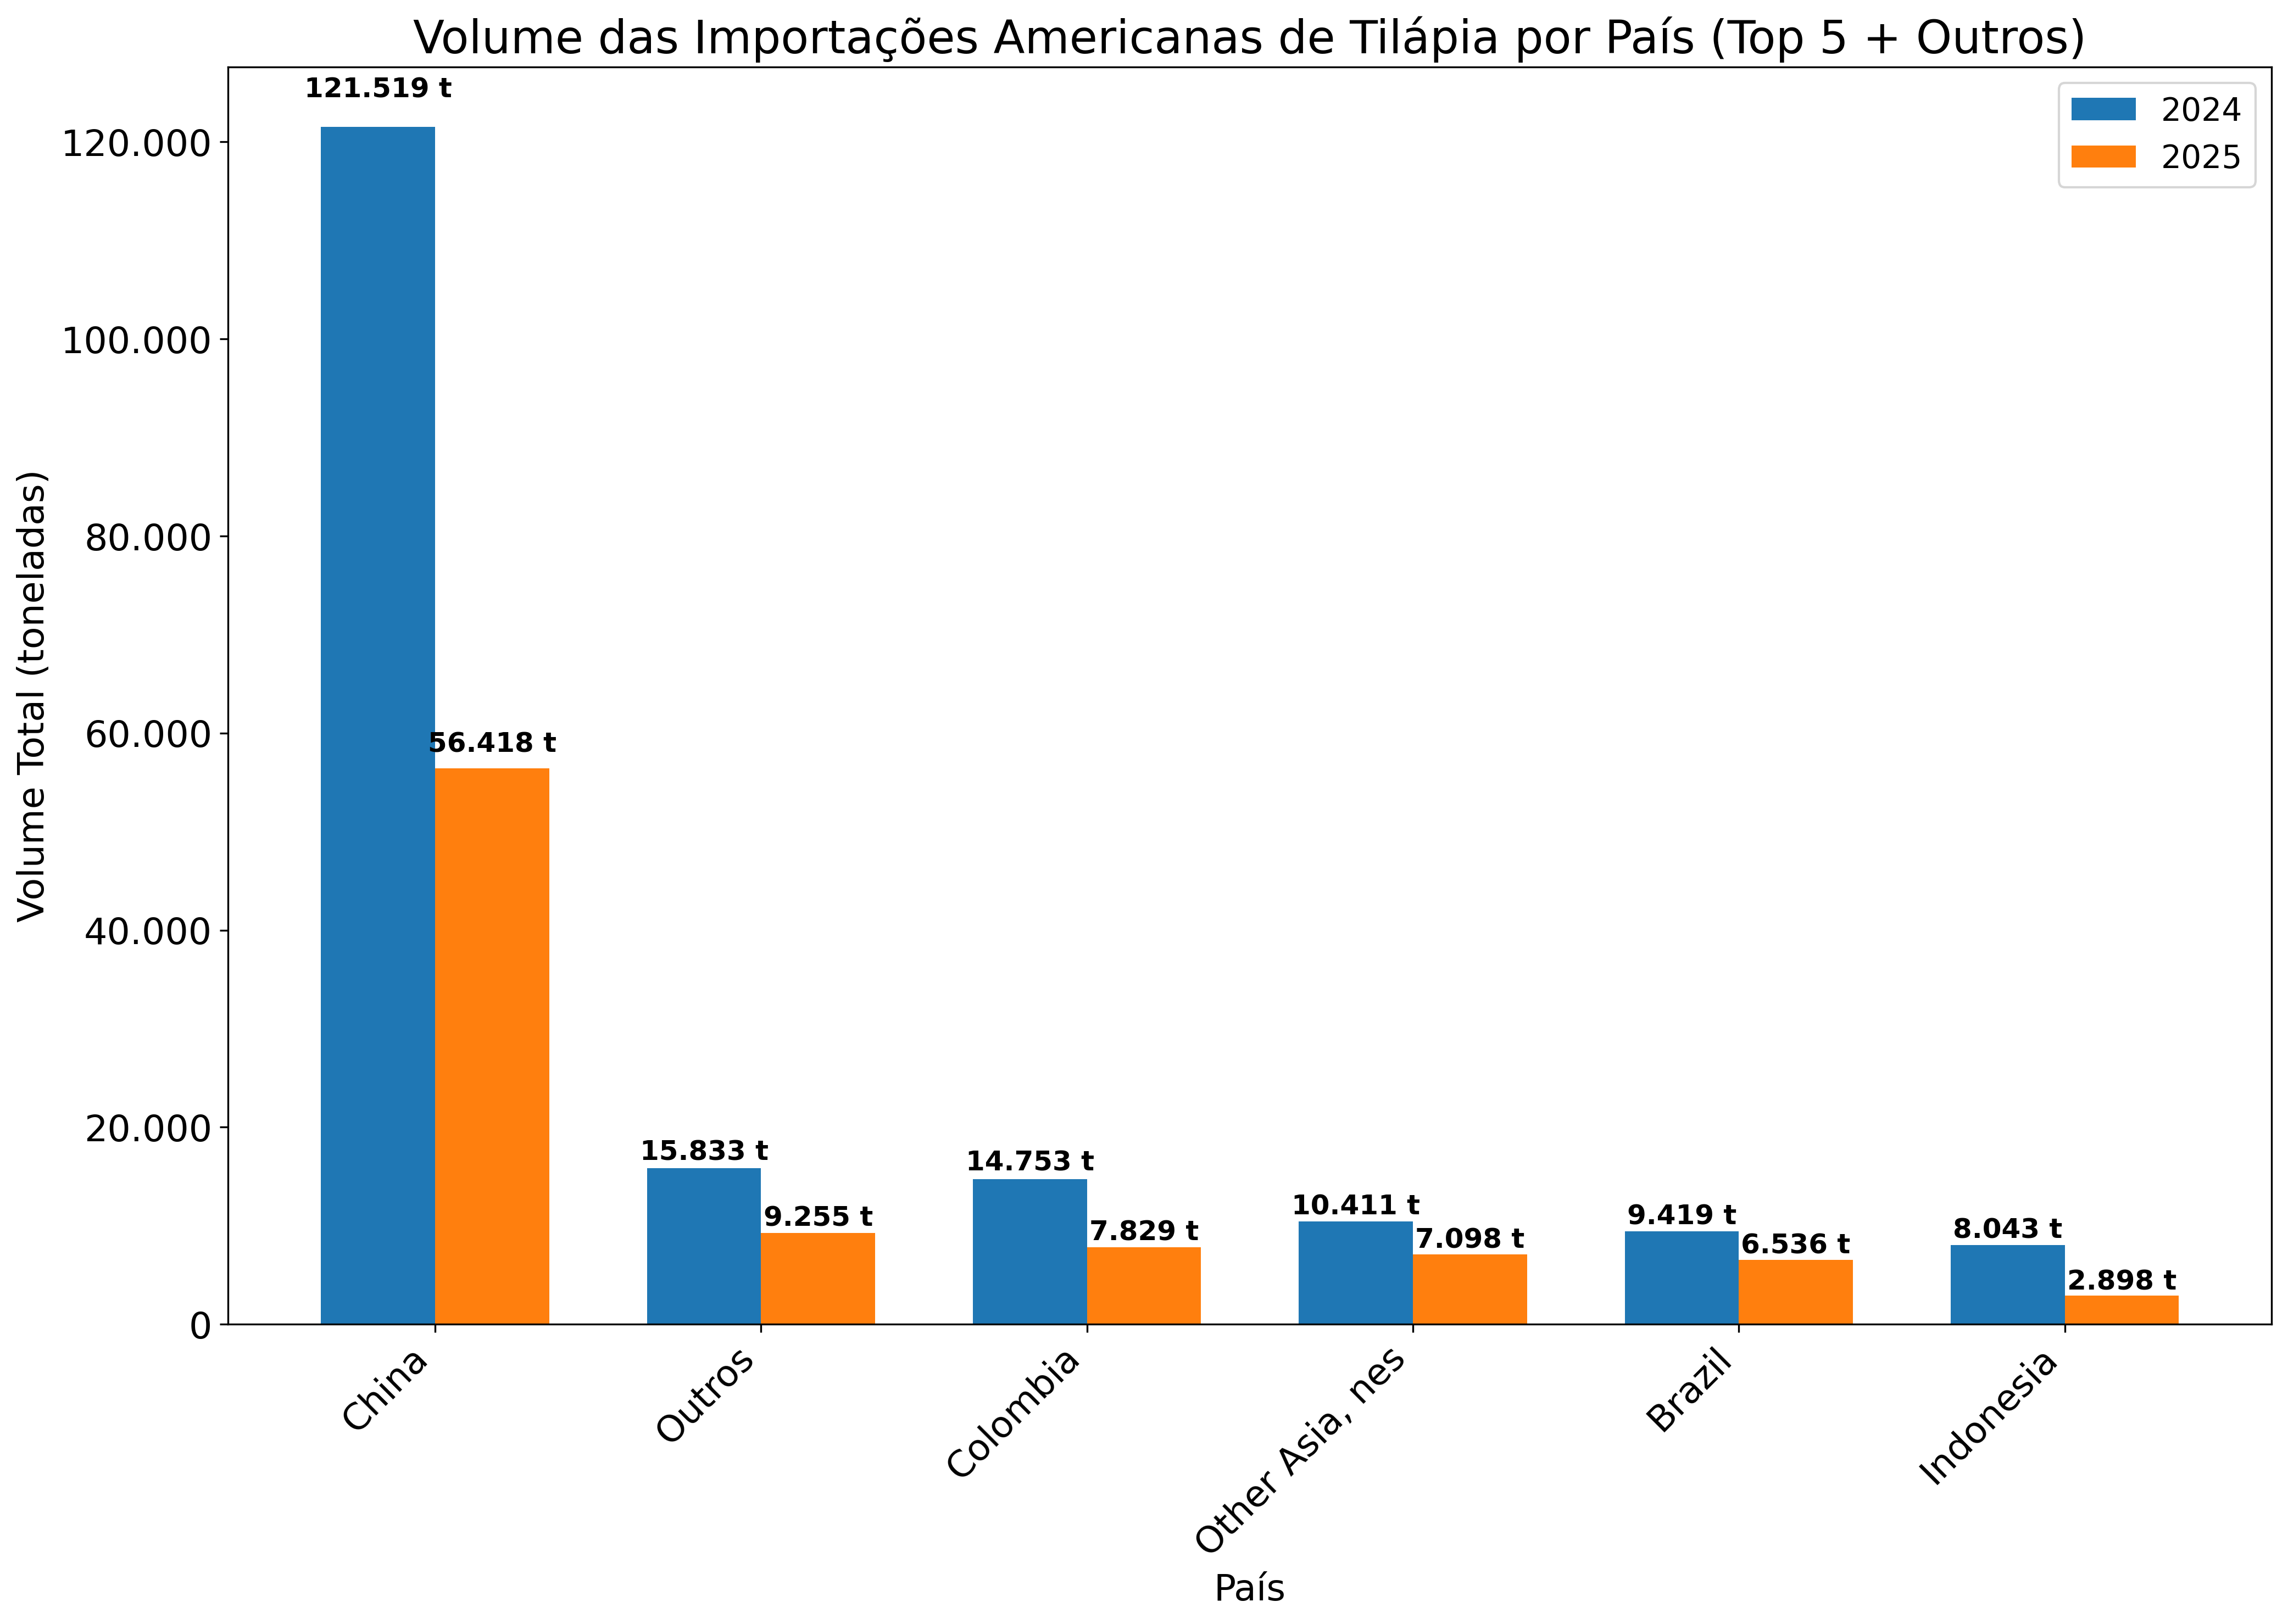 Volume das Importações Americanas de Tilápia por País (Top 5 + Outros)
2024
2025
Volume Total (toneladas)
120.000
100.000
80.000
60.000
40.000
20.000
0
121.519 t
56.418 t
15.833 t
9.255 t
14.753 t
7.829 t
10.411 t
7.098 t
9.419 t
6.536 t
8.043 t
2.898 t
China
Outros
Colombia
Other Asia, nes
Brazil
Indonesia
País